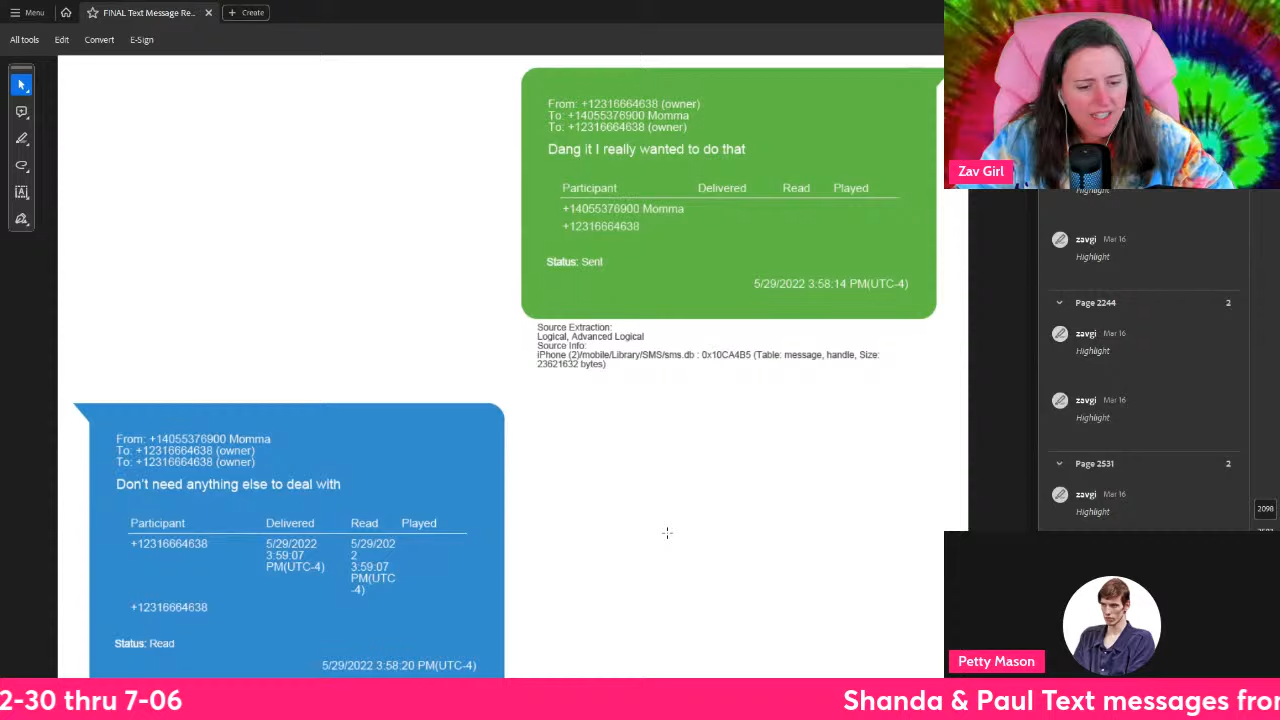 Menu
FINAL Text Message Re...
Create
All tools
Edit
Convert
E-Sign
From: +12316664638 (owner)
To: +14055376900 Momma
To: +12316664638 (owner)
Dang it I really wanted to do that
Participant Delivered Read Played
+14055376900 Momma
+12316664638
Status: Sent
5/29/2022 3:58:14 PM(UTC-4)
Source Extraction:
Logical, Advanced Logical
Source Info:
iPhone (2)/mobile/Library/SMS/sms.db : 0x10CA4B5 (Table: message, handle, Size:
23621632 bytes)
From: +14055376900 Momma
To: +12316664638 (owner)
To: +12316664638 (owner)
Don't need anything else to deal with
Participant Delivered Read Played
+12316664638 5/29/2022 5/29/202
3:59:07 2
PM(UTC-4) 3:59:07
PM(UTC
-4)
+12316664638
Status: Read
5/29/2022 3:58:20 PM(UTC-4)
Zav Girl
Highlight
zavgi Mar 16
Highlight
Page 2244 2
zavgi Mar 16
Highlight
zavgi Mar 16
Highlight
Page 2531 2
zavgi Mar 16
Highlight
2098
Petty Mason
2-30 thru 7-06
Shanda & Paul Text messages from